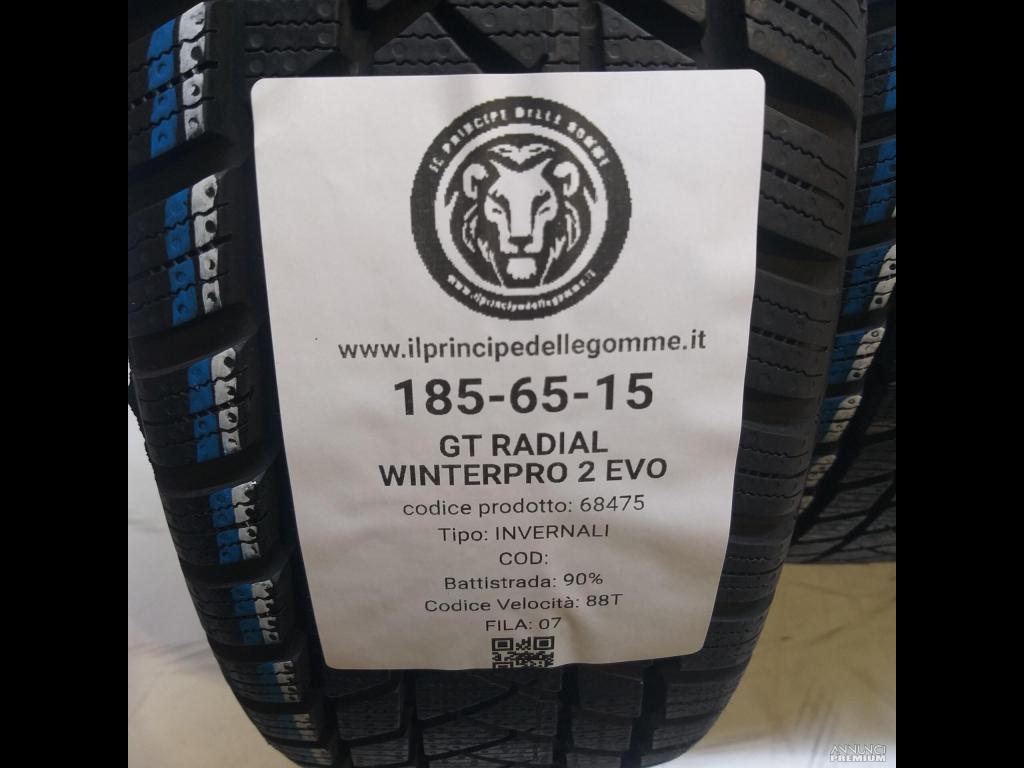 IL PRINCIPE DELLE GOMME
www.ilprincipedellegomme.it
www.ilprincipedellegomme.it
185-65-15
GT RADIAL
WINTERPRO 2 EVO
codice prodotto: 68475
Tipo: INVERNALI
COD:
Battistrada: 90%
Codice Velocità: 88T
FILA: 07
ANNUNCI
PREMIUM